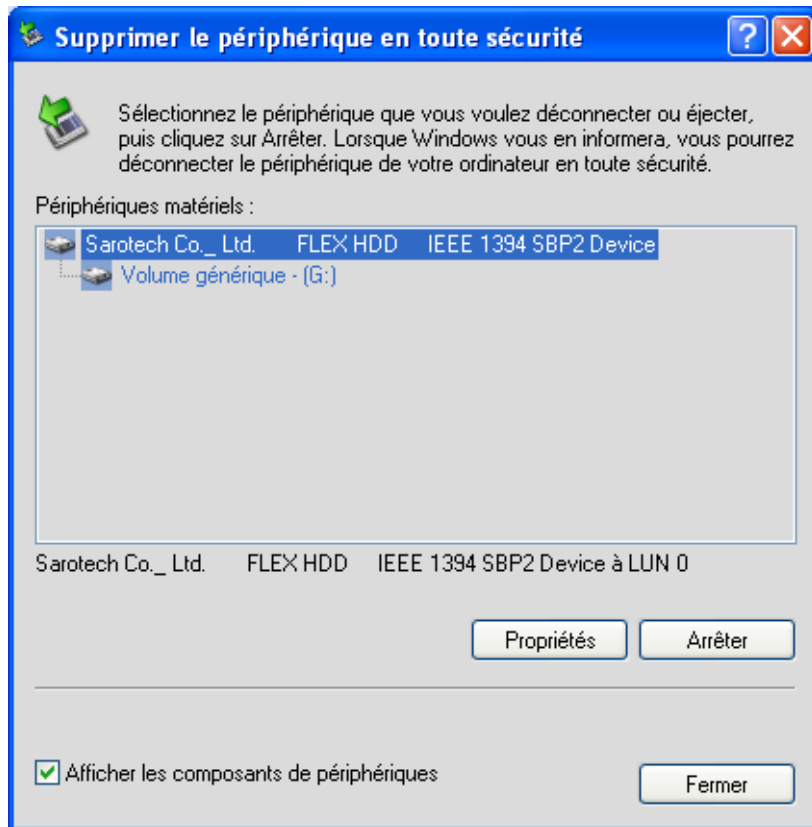 Supprimer le périphérique en toute sécurité
Sélectionnez le périphérique que vous voulez déconnecter ou éjecter,
puis cliquez sur Arrêter. Lorsque Windows vous en informera, vous pourrez
déconnecter le périphérique de votre ordinateur en toute sécurité.
Périphériques matériels :
Sarotech Co._ Ltd. FLEX HDD IEEE 1394 SBP2 Device
Volume générique - (G:)
Sarotech Co._ Ltd. FLEX HDD IEEE 1394 SBP2 Device à LUN 0
Propriétés Arrêter
Afficher les composants de périphériques
Fermer